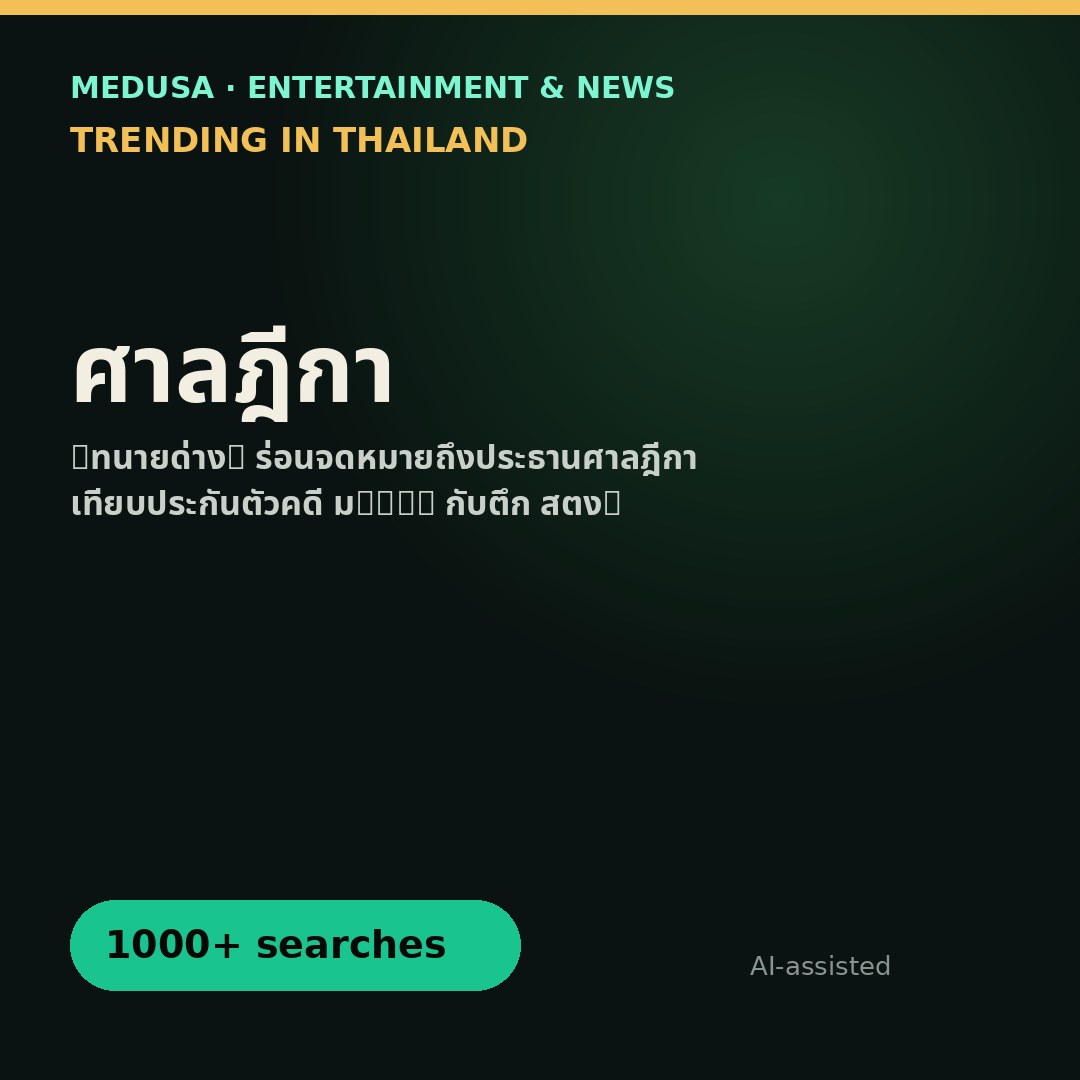 MEDUSA · ENTERTAINMENT & NEWS
TRENDING IN THAILAND
ศาลฎีกา
▯ทนายด่าง▯ ร่อนจดหมายถึงประธานศาลฎีกา
เทียบประกันตัวคดี ม▯▯▯▯ กับตึก สตง▯
1000+ searches
AI-assisted